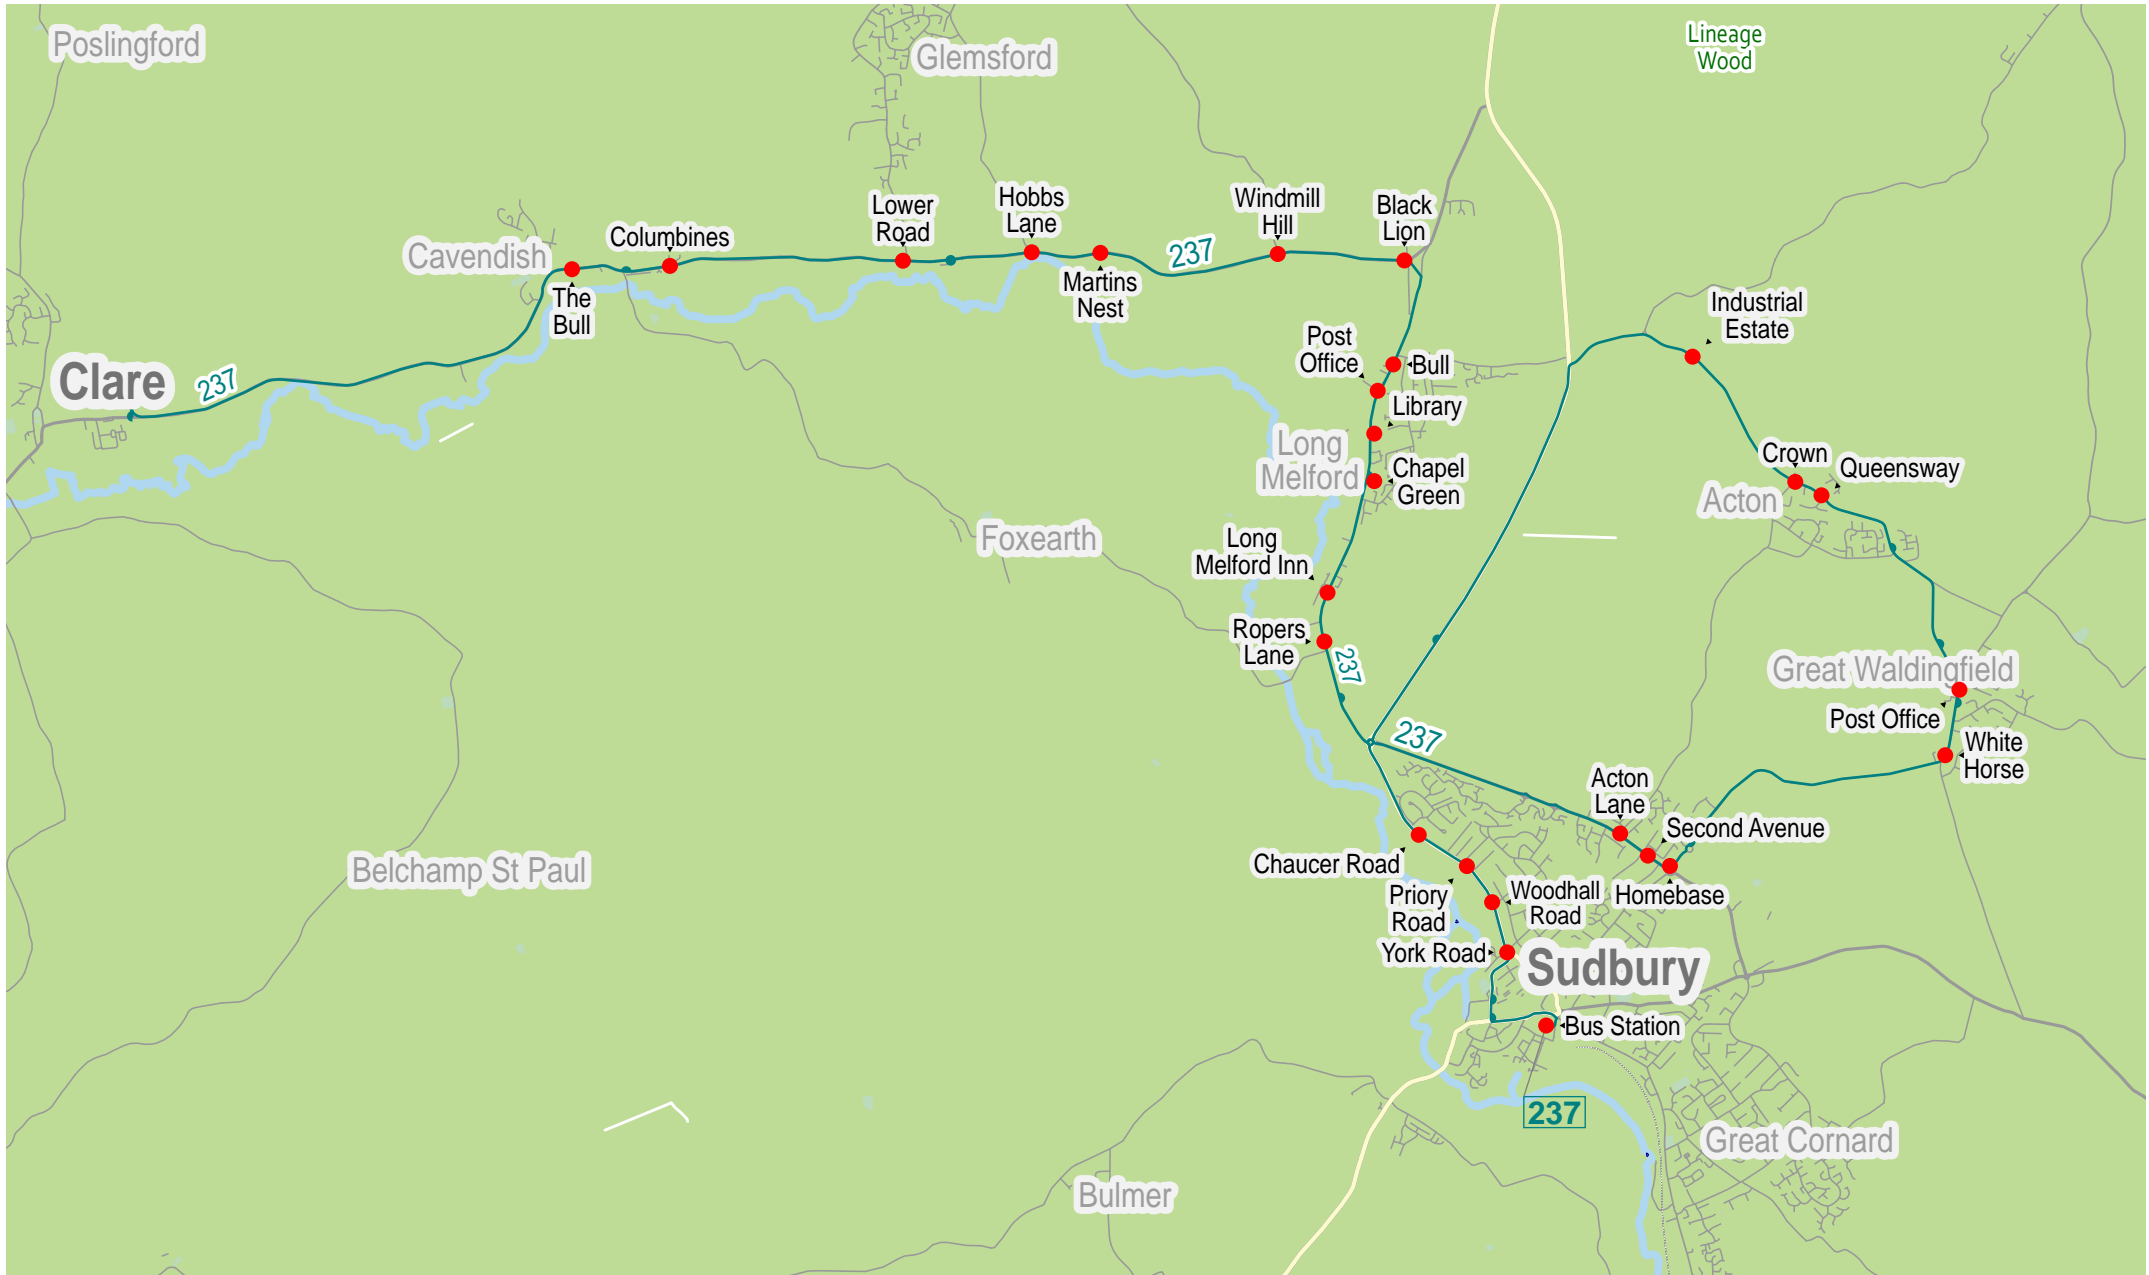 Poslingford
Glemsford
Lineage
Wood
Hobbs
Lane
Windmill
Hill
Black
Lion
Lower
Road
Columbines
Cavendish
237
The
Bull
Martins
Nest
Industrial
Estate
Post
Office
Bull
Clare
237
Library
Long
Melford
Chapel
Green
Crown
Queensway
Acton
Foxearth
Long
Melford Inn
Ropers
Lane
237
Great Waldingfield
Post Office
237
White
Horse
Acton
Lane
Second Avenue
Chaucer Road
Belchamp St Paul
Priory
Road
Woodhall
Road
Homebase
York Road
Sudbury
Bus Station
237
Great Cornard
Bulmer